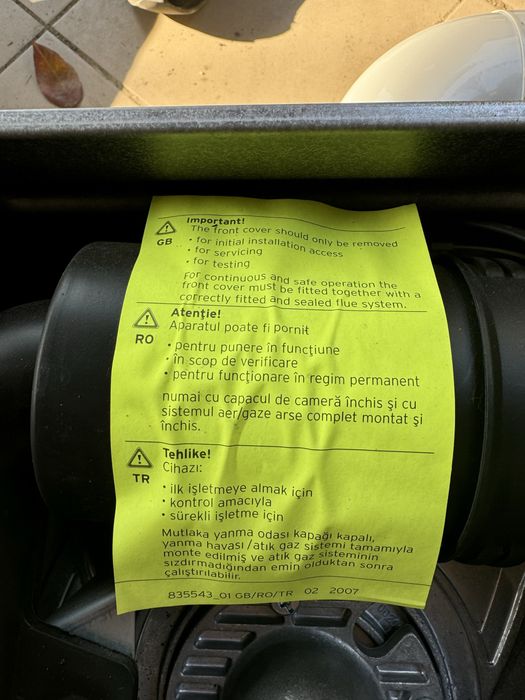 Important!
The front cover should only be removed
GB
• for initial installation access
• for servicing
• for testing
For continuous and safe operation the
front cover must be fitted together with a
correctly fitted and sealed flue system.
Atenţie!
Aparatul poate fi pornit
RO
• pentru punere în funcţiune
• în scop de verificare
• pentru funcţionare în regim permanent
numai cu capacul de cameră închis şi cu
sistemul aer/gaze arse complet montat şi
închis.
Tehlike!
Cihazı:
TR
• ilk işletmeye almak için
• kontrol amacıyla
• sürekli işletme için
Mutlaka yanma odası kapağı kapalı,
yanma havası/atık gaz sistemi tamamıyla
monte edilmiş ve atık gaz sisteminin
sızdırmadığından emin olduktan sonra
çalıştırılabilir.
835543_01 GB/RO/TR 02 2007